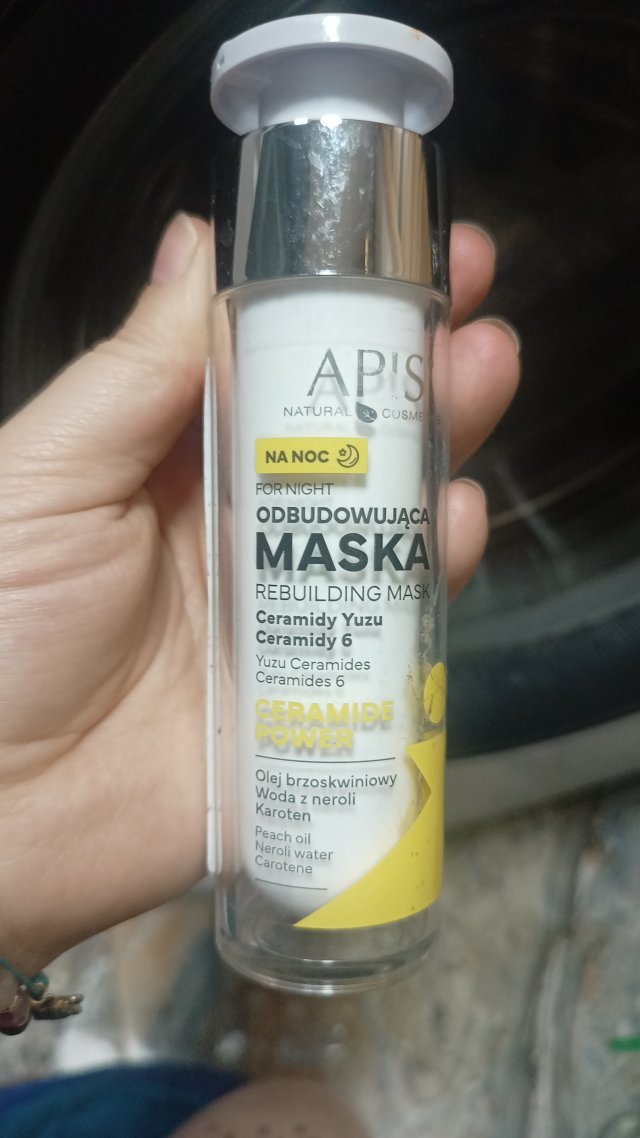 APIS
NATURAL COSME
NA NOC
FOR NIGHT
ODBUDOWUJĄCA
MASKA
REBUILDING MASK
Ceramidy Yuzu
Ceramidy 6
Yuzu Ceramides
Ceramides 6
CERAMIDE
POWER
Olej brzoskwiniowy
Woda z neroli
Karoten
Peach oil
Neroli water
Carotene